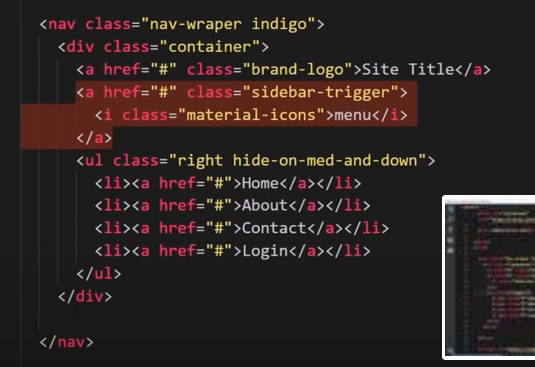 <nav class="nav-wraper indigo">
<div class="container">
<a href="#" class="brand-logo">Site Title</a>
<a href="#" class="sidebar-trigger">
<i class="material-icons">menu</i>
</a>
<ul class="right hide-on-med-and-down">
<li><a href="#">Home</a></li>
<li><a href="#">About</a></li>
<li><a href="#">Contact</a></li>
<li><a href="#">Login</a></li>
</ul>
</div>
</nav>